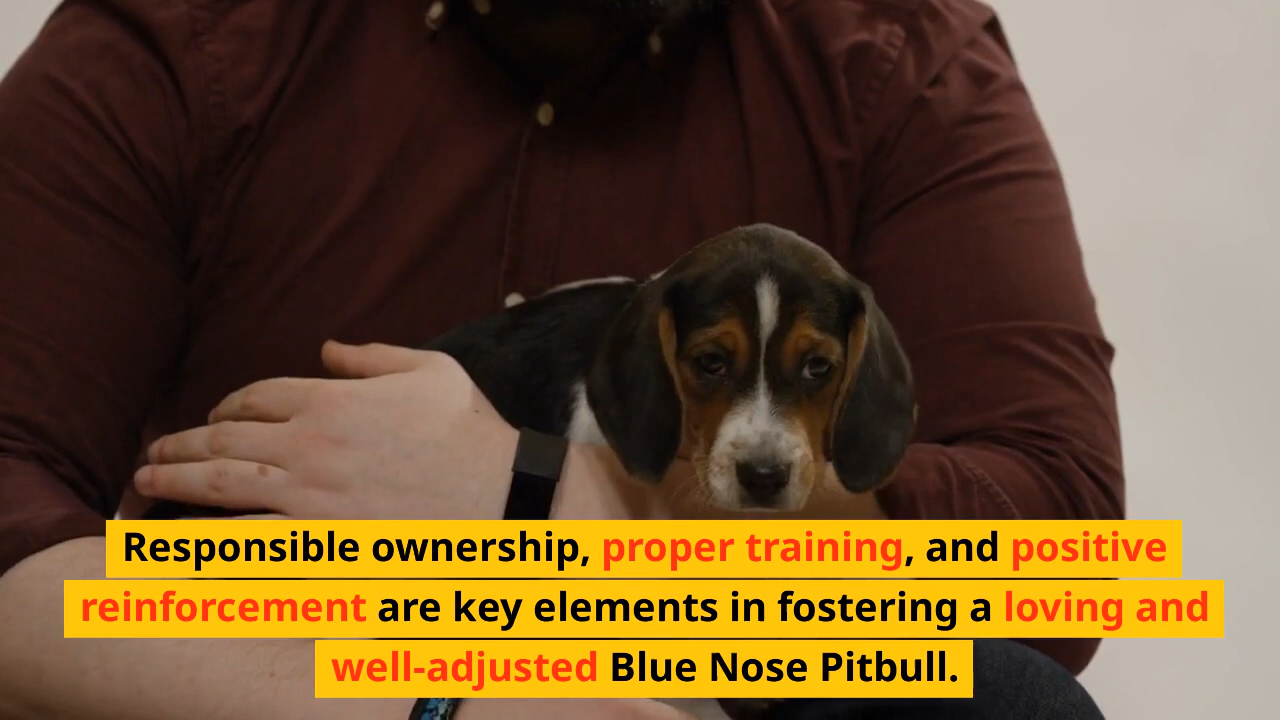 Responsible ownership, proper training, and positive
reinforcement are key elements in fostering a loving and
well-adjusted Blue Nose Pitbull.